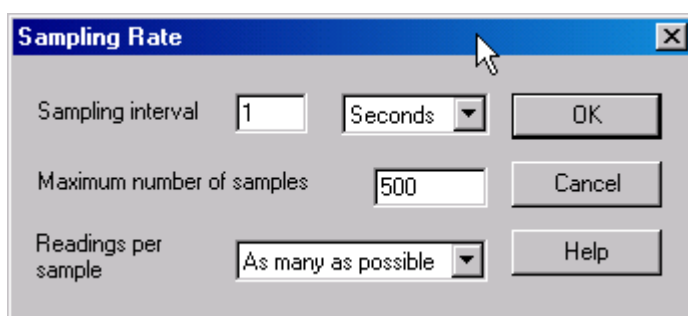 Sampling Rate
Sampling interval 1 Seconds OK
Maximum number of samples 500 Cancel
Readings per
sample As many as possible Help